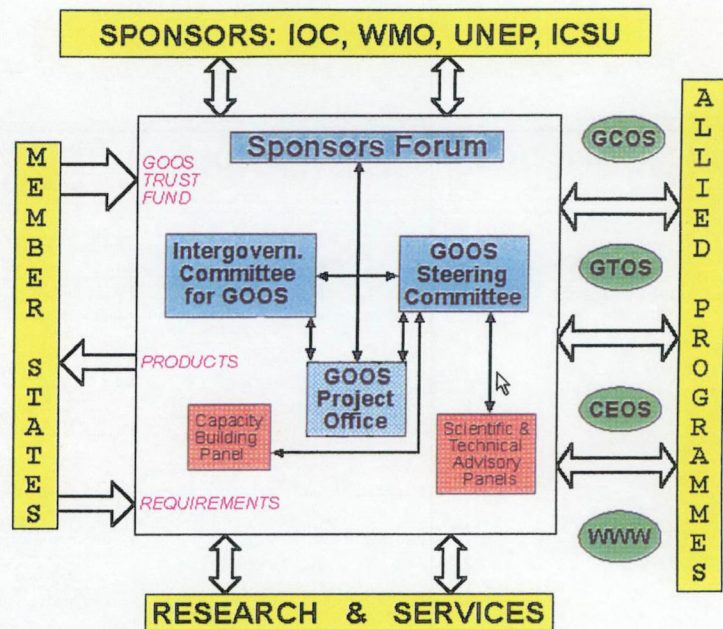 SPONSORS: IOC, WMO, UNEP, ICSU
MEMBER STATES
GOOS
TRUST
FUND
PRODUCTS
REQUIREMENTS
Sponsors Forum
Intergovern.
Committee
for GOOS
GOOS
Steering
Committee
GOOS
Project
Office
Capacity
Building
Panel
Scientific &
Technical
Advisory
Panels
GCOS
GTOS
CEOS
WWW
ALLIED PROGRAMMES
RESEARCH & SERVICES